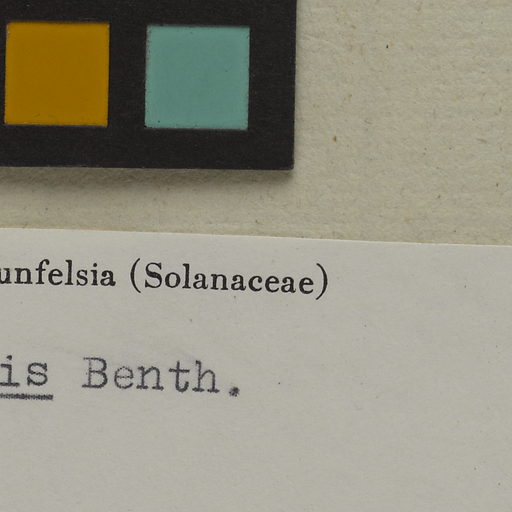 unfelsia (Solanaceae)
is Benth.